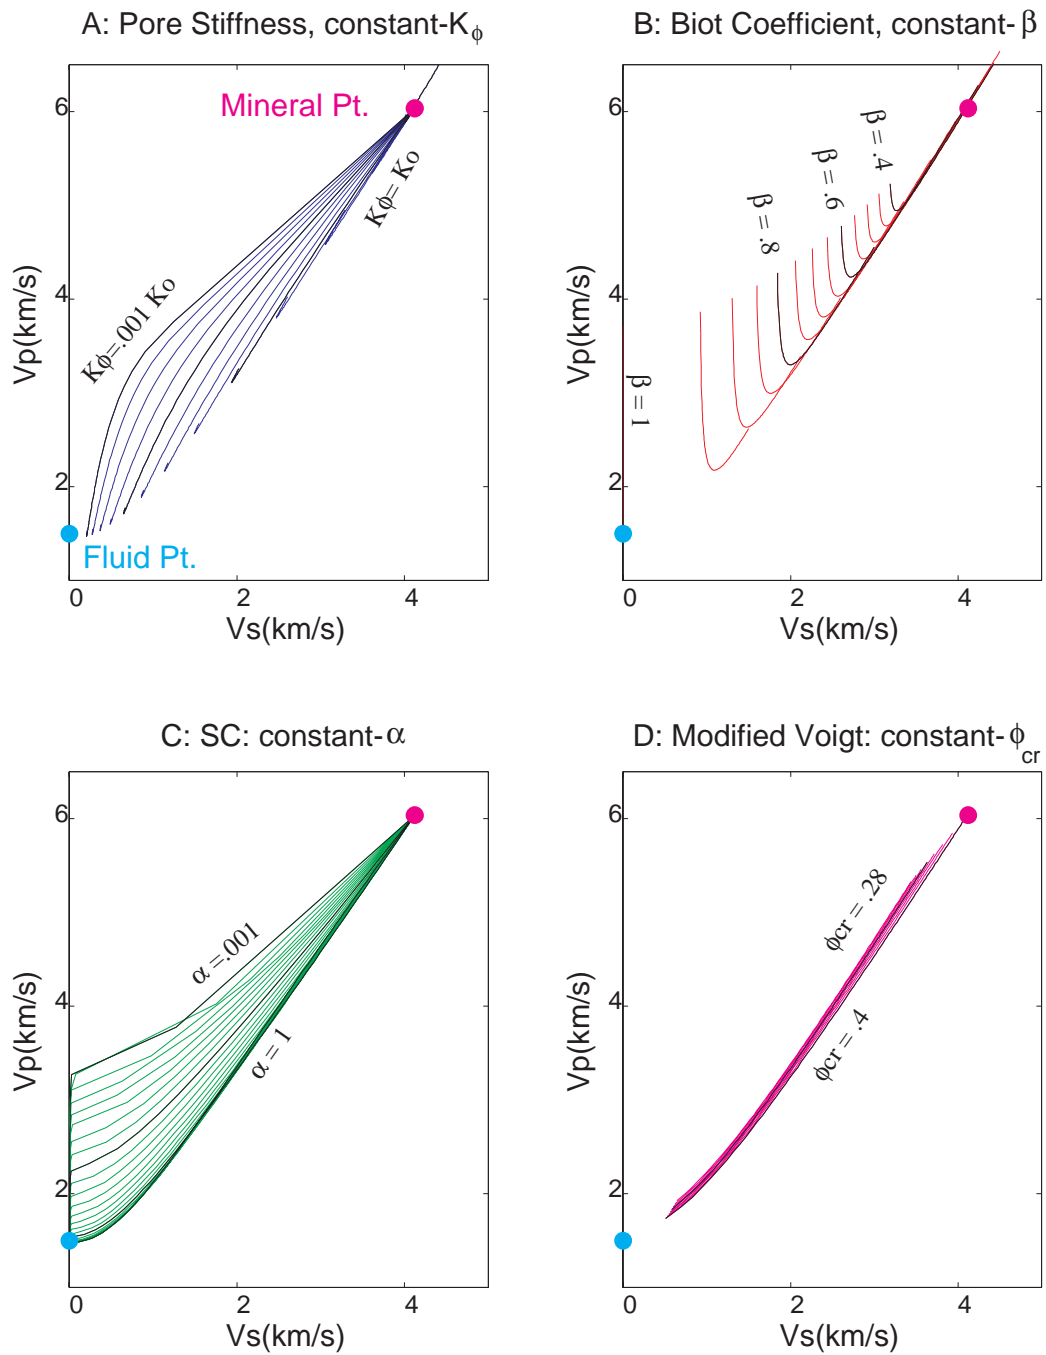 A: Pore Stiffness, constant-Kϕ
6
4
2
0 2 4
Vp(km/s)
Vs(km/s)
Mineral Pt.
Kϕ= Ko
Kϕ=.001 Ko
Fluid Pt.
B: Biot Coefficient, constant- β
6
4
2
0 2 4
Vp(km/s)
Vs(km/s)
β = .4
β = .6
β = .8
β = 1
C: SC: constant- α
6
4
2
0 2 4
Vp(km/s)
Vs(km/s)
α =.001
α = 1
D: Modified Voigt: constant-ϕcr
6
4
2
0 2 4
Vp(km/s)
Vs(km/s)
ϕcr = .28
ϕcr = .4